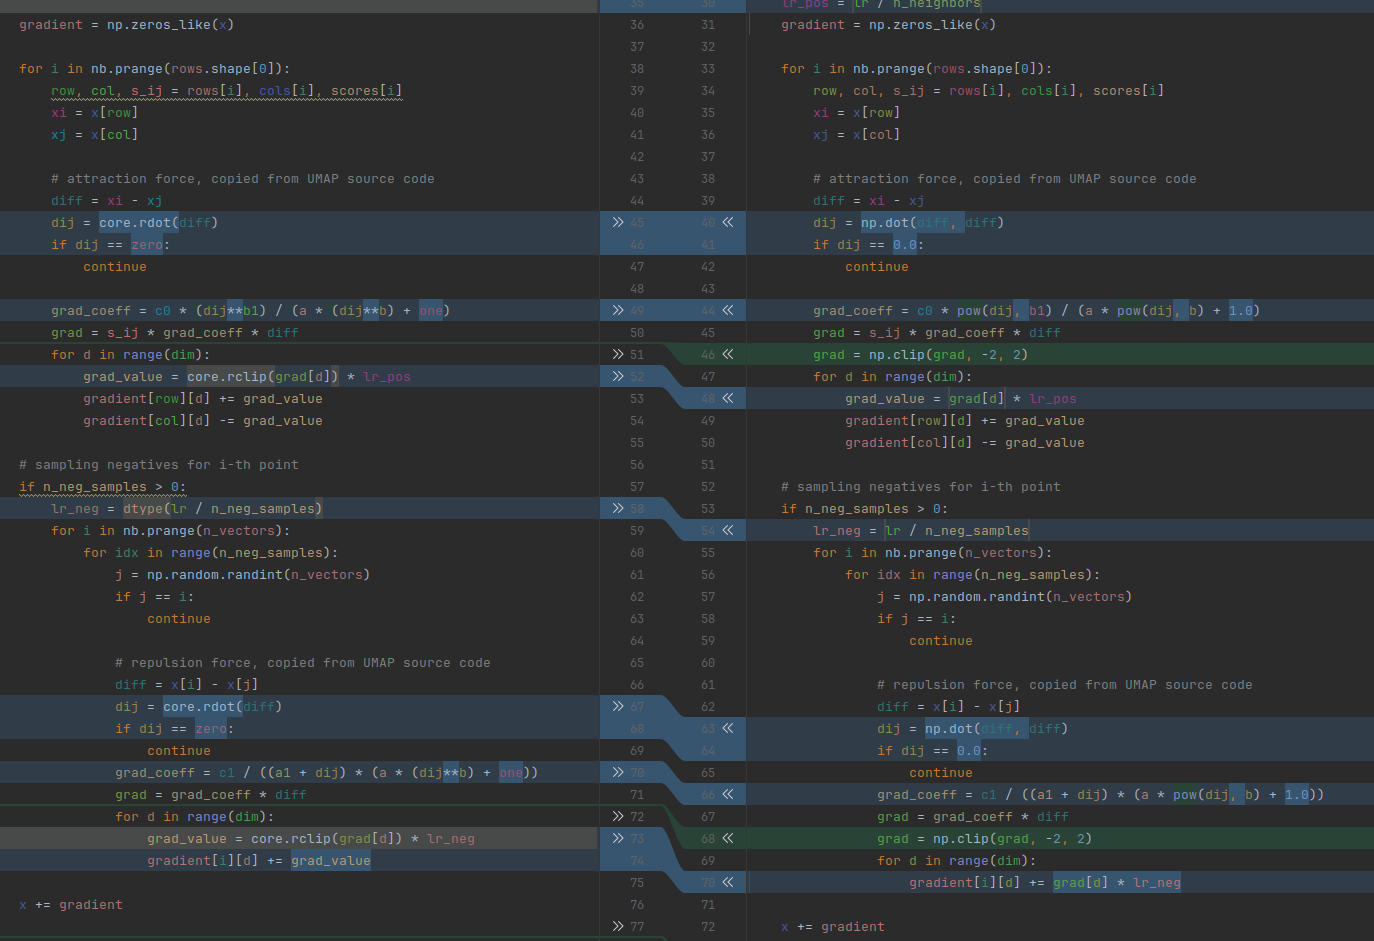 35 30 lr_pos = lr / n_neighbors
gradient = np.zeros_like(x) 36 31 gradient = np.zeros_like(x)
37 32
for i in nb.prange(rows.shape[0]): 38 33 for i in nb.prange(rows.shape[0]):
row, col, s_ij = rows[i], cols[i], scores[i] 39 34 row, col, s_ij = rows[i], cols[i], scores[i]
xi = x[row] 40 35 xi = x[row]
xj = x[col] 41 36 xj = x[col]
42 37
# attraction force, copied from UMAP source code 43 38 # attraction force, copied from UMAP source code
diff = xi - xj 44 39 diff = xi - xj
dij = core.rdot(diff) >> 45 40 << dij = np.dot(diff, diff)
if dij == zero: 46 41 if dij == 0.0:
continue 47 42 continue
48 43
grad_coeff = c0 * (dij**b1) / (a * (dij**b) + one) >> 49 44 << grad_coeff = c0 * pow(dij, b1) / (a * pow(dij, b) + 1.0)
grad = s_ij * grad_coeff * diff 50 45 grad = s_ij * grad_coeff * diff
for d in range(dim): >> 51 46 << grad = np.clip(grad, -2, 2)
grad_value = core.rclip(grad[d]) * lr_pos >> 52 47 for d in range(dim):
gradient[row][d] += grad_value 53 48 << grad_value = grad[d] * lr_pos
gradient[col][d] -= grad_value 54 49 gradient[row][d] += grad_value
55 50 gradient[col][d] -= grad_value
# sampling negatives for i-th point 56 51
if n_neg_samples > 0: 57 52 # sampling negatives for i-th point
lr_neg = dtype(lr / n_neg_samples) >> 58 53 if n_neg_samples > 0:
for i in nb.prange(n_vectors): 59 54 << lr_neg = lr / n_neg_samples
for idx in range(n_neg_samples): 60 55 for i in nb.prange(n_vectors):
j = np.random.randint(n_vectors) 61 56 for idx in range(n_neg_samples):
if j == i: 62 57 j = np.random.randint(n_vectors)
continue 63 58 if j == i:
64 59 continue
# repulsion force, copied from UMAP source code 65 60
diff = x[i] - x[j] 66 61 # repulsion force, copied from UMAP source code
dij = core.rdot(diff) >> 67 62 diff = x[i] - x[j]
if dij == zero: 68 63 << dij = np.dot(diff, diff)
continue 69 64 if dij == 0.0:
grad_coeff = c1 / ((a1 + dij) * (a * (dij**b) + one)) >> 70 65 continue
grad = grad_coeff * diff 71 66 << grad_coeff = c1 / ((a1 + dij) * (a * pow(dij, b) + 1.0))
for d in range(dim): >> 72 67 grad = grad_coeff * diff
grad_value = core.rclip(grad[d]) * lr_neg >> 73 68 << grad = np.clip(grad, -2, 2)
gradient[i][d] += grad_value 74 69 for d in range(dim):
75 70 << gradient[i][d] += grad[d] * lr_neg
x += gradient 76 71
>> 77 72 x += gradient